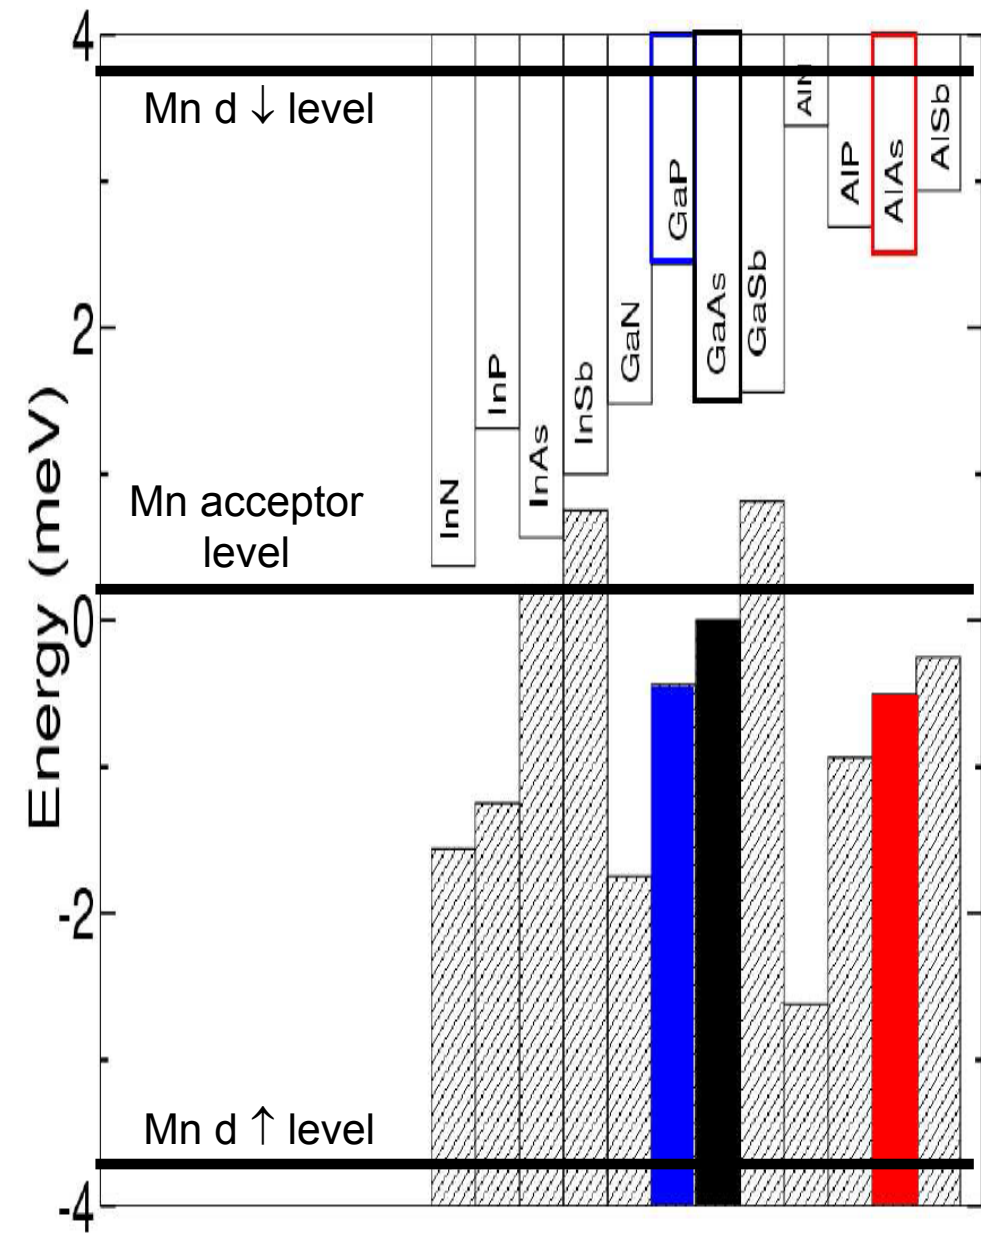 4
Mn d ↓ level
AlN
AlSb
AlP
AlAs
GaP
GaAs
GaSb
2
GaN
InP
InSb
InAs
InN
Energy (meV)
Mn acceptor
level
0
-2
Mn d ↑ level
-4